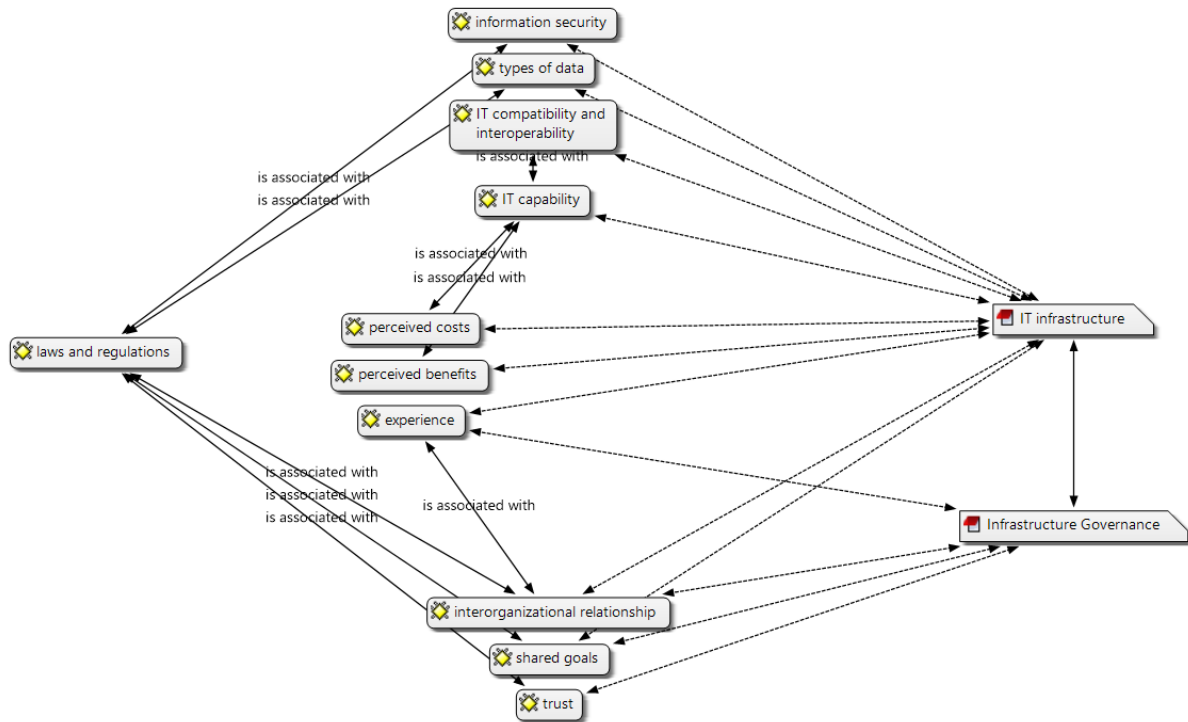 information security
types of data
IT compatibility and
interoperability
is associated with
is associated with
is associated with
IT capability
is associated with
is associated with
IT infrastructure
perceived costs
laws and regulations
perceived benefits
experience
is associated with
is associated with
is associated with
is associated with
Infrastructure Governance
interorganizational relationship
shared goals
trust